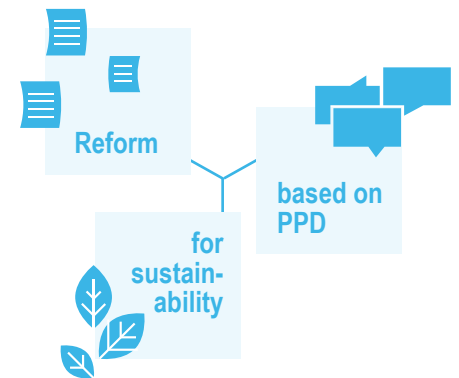 Reform
based on
PPD
for
sustain-
ability